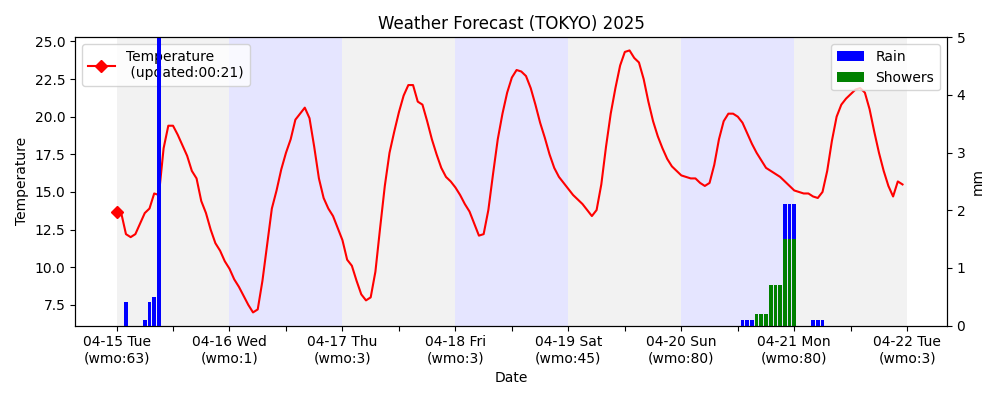 Weather Forecast (TOKYO) 2025
Temperature
(updated:00:21)
Rain
Showers
Temperature
25.0
22.5
20.0
17.5
15.0
12.5
10.0
7.5
5
4
3
2
1
0
mm
04-15 Tue
(wmo:63)
04-16 Wed
(wmo:1)
04-17 Thu
(wmo:3)
04-18 Fri
(wmo:3)
04-19 Sat
(wmo:45)
04-20 Sun
(wmo:80)
04-21 Mon
(wmo:80)
04-22 Tue
(wmo:3)
Date